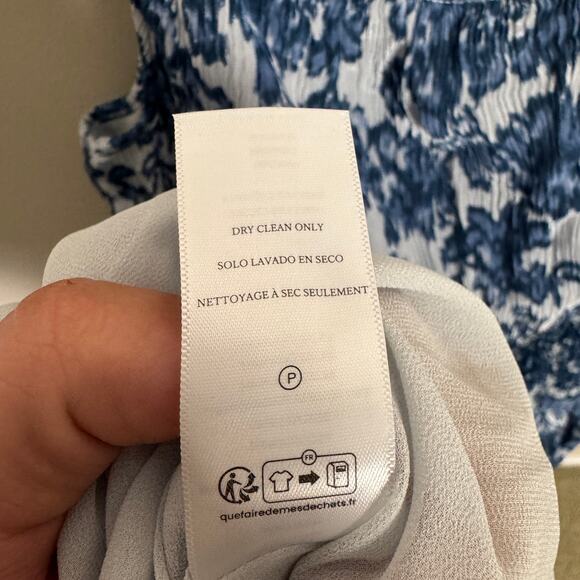 DRY CLEAN ONLY
SOLO LAVADO EN SECO
NETTOYAGE À SEC SEULEMENT
P
FR
quefairedemesdechets.fr